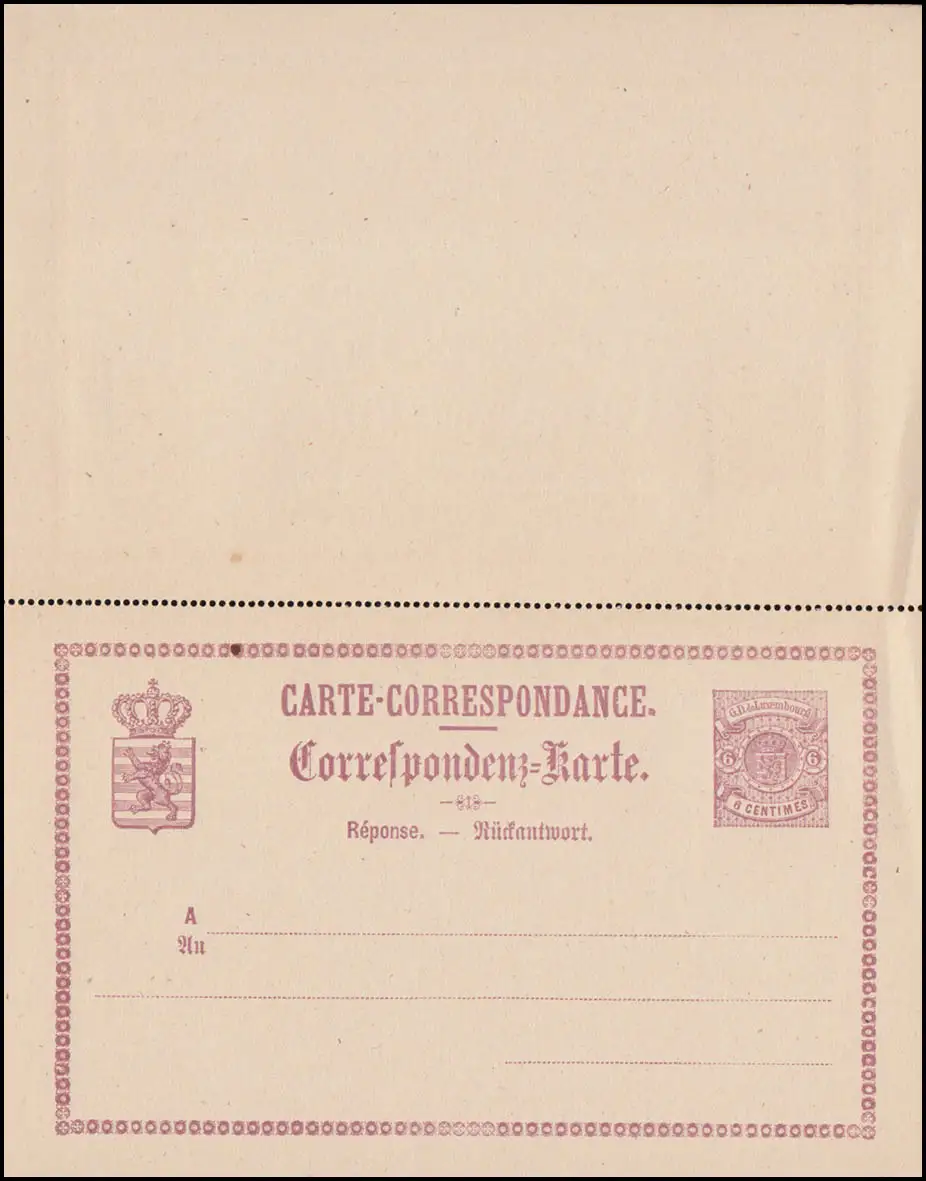 CARTE-CORRESPONDANCE.
Correſpondenz-Karte.
Réponse. — Rückantwort.
G.D. de Luxembourg
6 6
6 CENTIMES
A
An